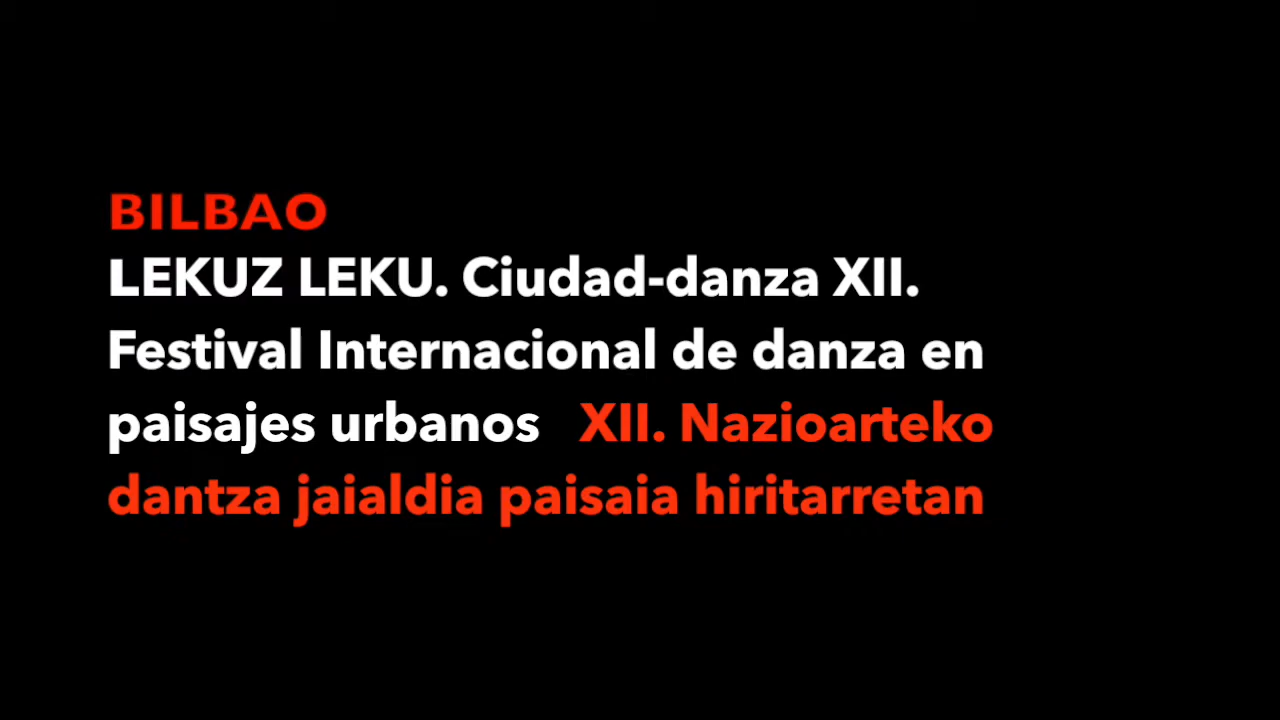 BILBAO
LEKUZ LEKU. Ciudad-danza XII.
Festival Internacional de danza en
paisajes urbanos XII. Nazioarteko
dantza jaialdia paisaia hiritarretan